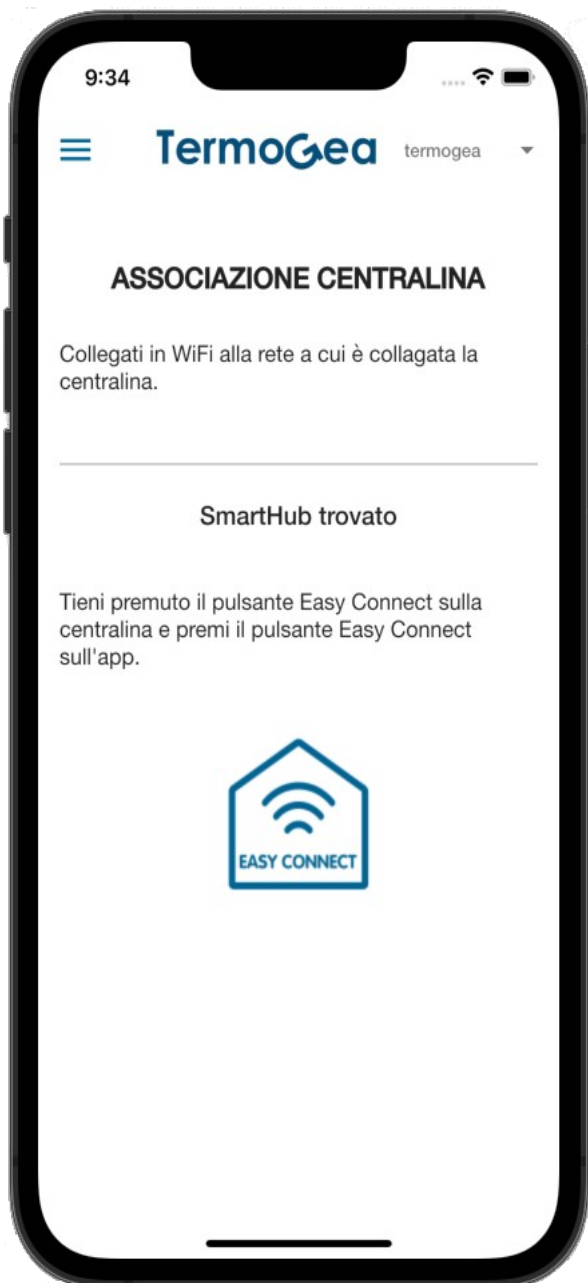 9:34
TermoGea termogea
ASSOCIAZIONE CENTRALINA
Collegati in WiFi alla rete a cui è collagata la
centralina.
SmartHub trovato
Tieni premuto il pulsante Easy Connect sulla
centralina e premi il pulsante Easy Connect
sull'app.
EASY CONNECT